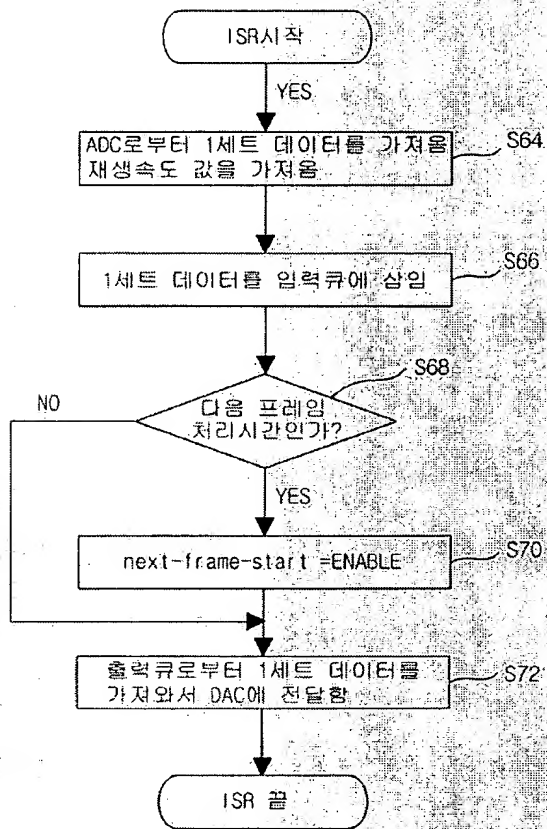 ISR시작
YES
ADC로부터 1세트 데이터를 가져옴
재생속도 값을 가져옴
S64
1세트 데이터를 입력큐에 삽입
S66
S68
NO
다음 프레임
처리시간인가?
YES
next-frame-start =ENABLE
S70
출력큐로부터 1세트 데이터를
가져와서 DAC에 전달함
S72
ISR 끝